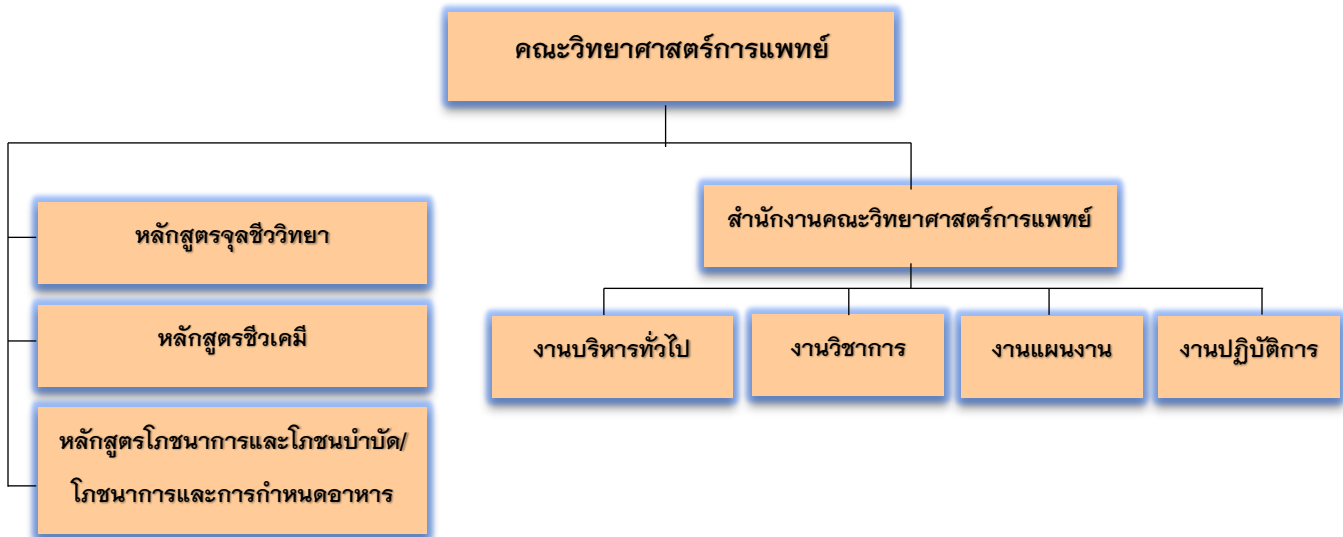 คณะวิทยาศาสตร์การแพทย์
หลักสูตรจุลชีววิทยา
หลักสูตรชีวเคมี
หลักสูตรโภชนาการและโภชนบำบัด/
โภชนาการและการกำหนดอาหาร
สำนักงานคณะวิทยาศาสตร์การแพทย์
งานบริหารทั่วไป
งานวิชาการ
งานแผนงาน
งานปฏิบัติการ